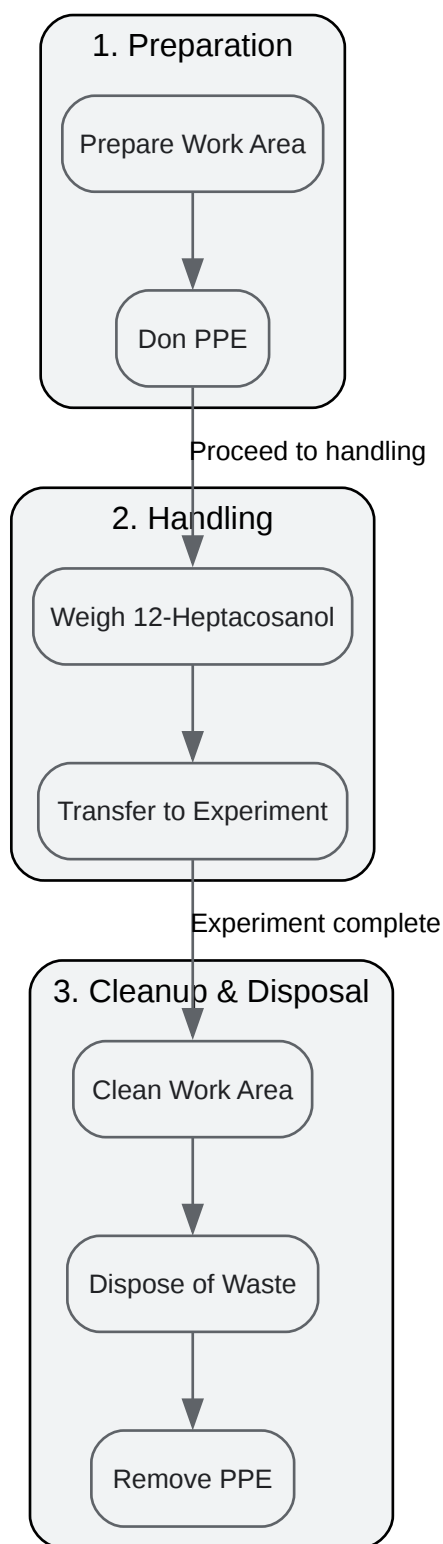 1. Preparation
Prepare Work Area
Don PPE
Proceed to handling
2. Handling
Weigh 12-Heptacosanol
Transfer to Experiment
Experiment complete
3. Cleanup & Disposal
Clean Work Area
Dispose of Waste
Remove PPE